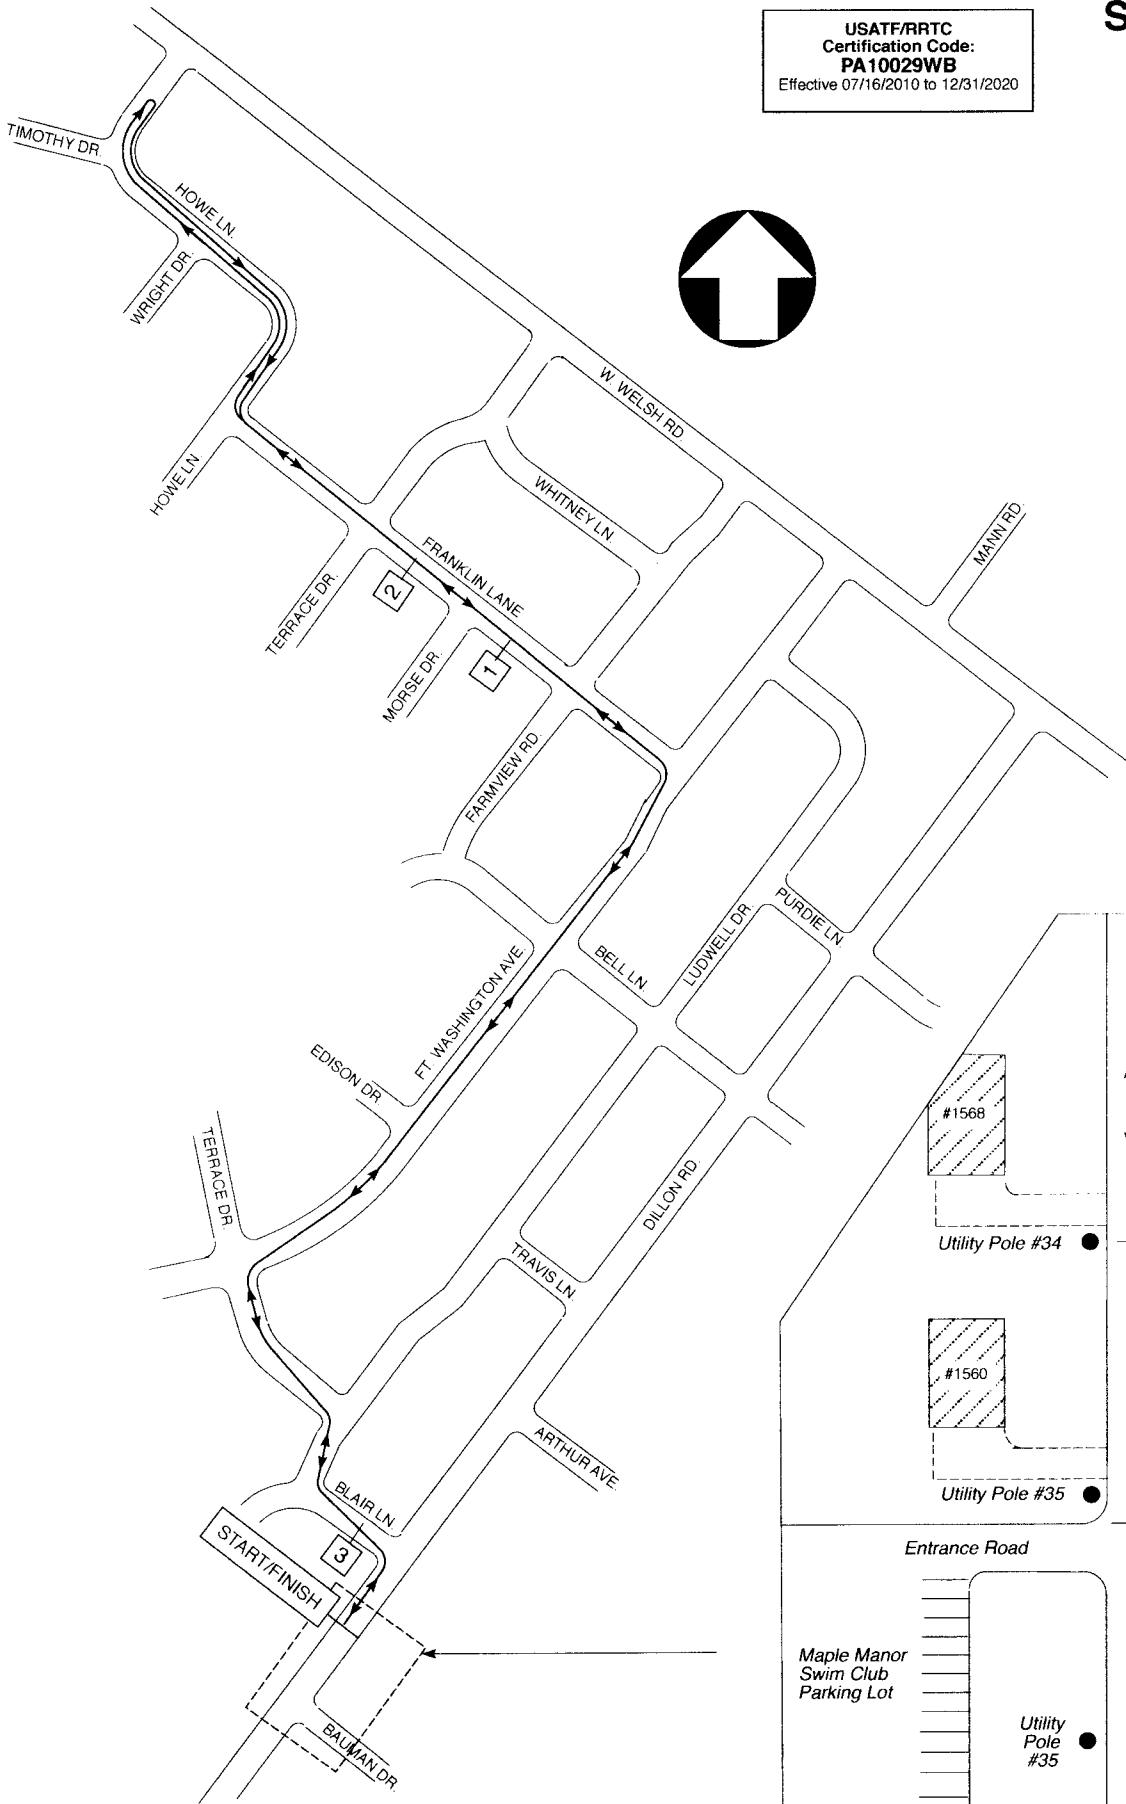 S
USATF/RRTC
Certification Code:
PA10029WB
Effective 07/16/2010 to 12/31/2020
TIMOTHY DR.
HOWE LN.
WRIGHT DR.
W. WELSH RD.
HOWE LN.
WHITNEY LN.
MANN RD.
FRANKLIN LANE
2
TERRACE DR.
1
MORSE DR.
FARMVIEW RD.
PURDIE LN.
LUDWELL DR.
BELL LN.
FT. WASHINGTON AVE.
EDISON DR.
#1568
TERRACE DR.
DILLON RD.
Utility Pole #34
TRAVIS LN.
#1560
ARTHUR AVE.
BLAIR LN.
Utility Pole #35
3
START/FINISH
Entrance Road
Maple Manor
Swim Club
Parking Lot
Utility
Pole
#35
BAUMAN DR.